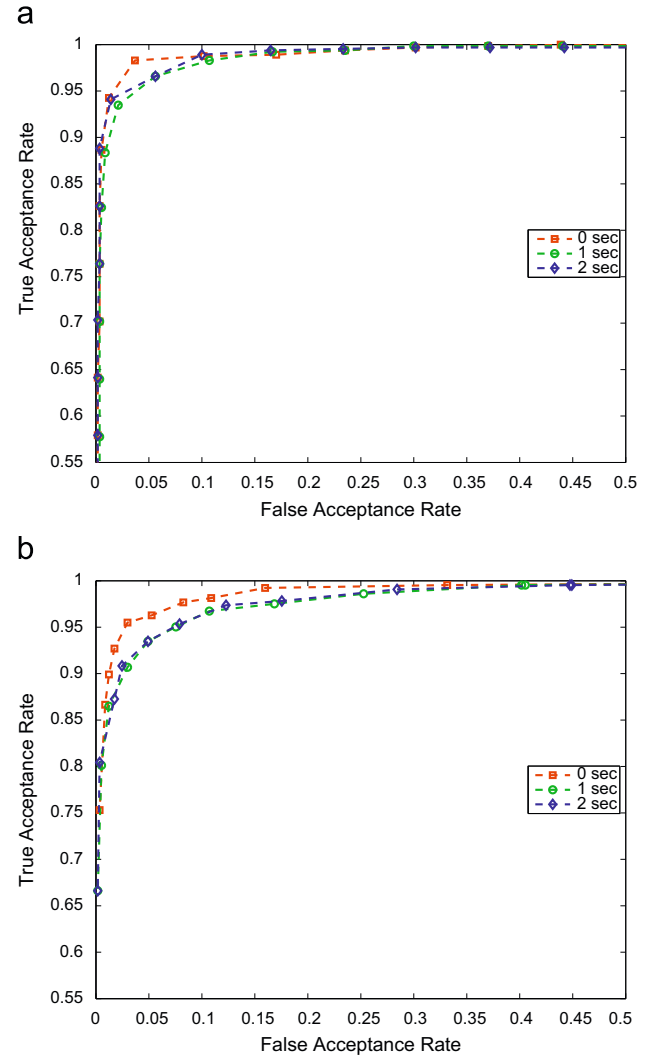 a
1
0.95
0.9
0.85
0.8
0.75
0.7
0.65
0.6
0.55
True Acceptance Rate
0 sec
1 sec
2 sec
0 0.05 0.1 0.15 0.2 0.25 0.3 0.35 0.4 0.45 0.5
False Acceptance Rate
b
1
0.95
0.9
0.85
0.8
0.75
0.7
0.65
0.6
0.55
True Acceptance Rate
0 sec
1 sec
2 sec
0 0.05 0.1 0.15 0.2 0.25 0.3 0.35 0.4 0.45 0.5
False Acceptance Rate